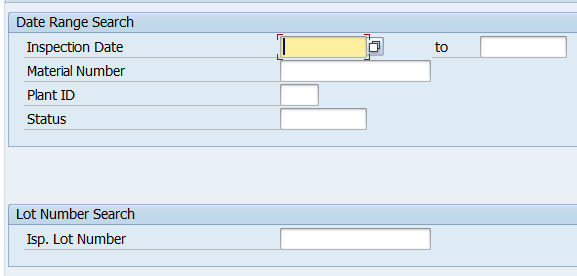 Date Range Search
Inspection Date to
Material Number
Plant ID
Status
Lot Number Search
Isp. Lot Number